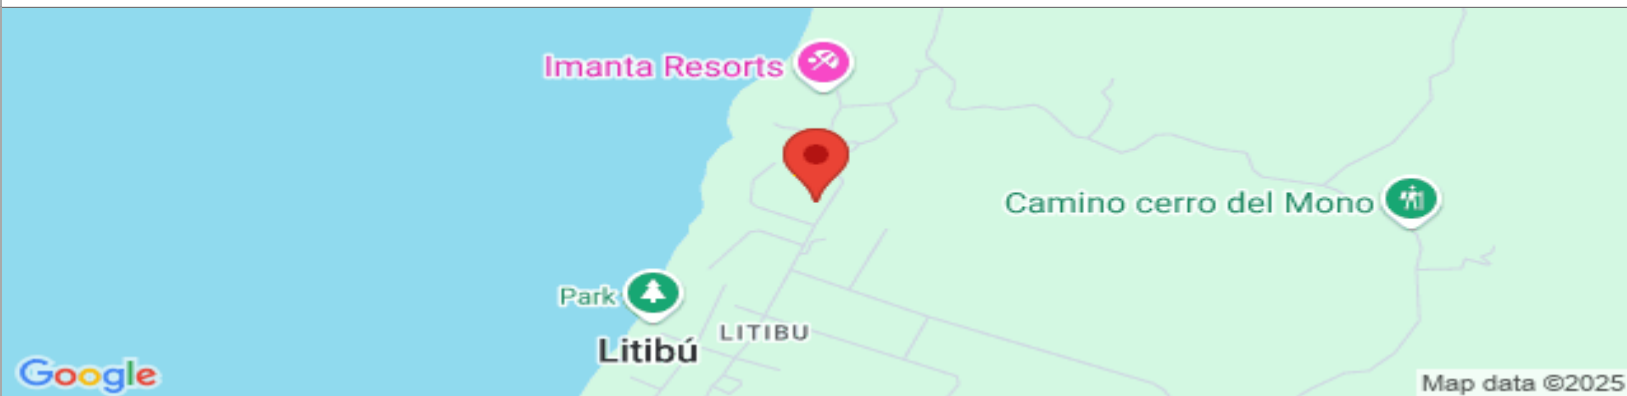 Imanta Resorts
Camino cerro del Mono
Park
LITIBU
Litibú
Google
Map data ©2025